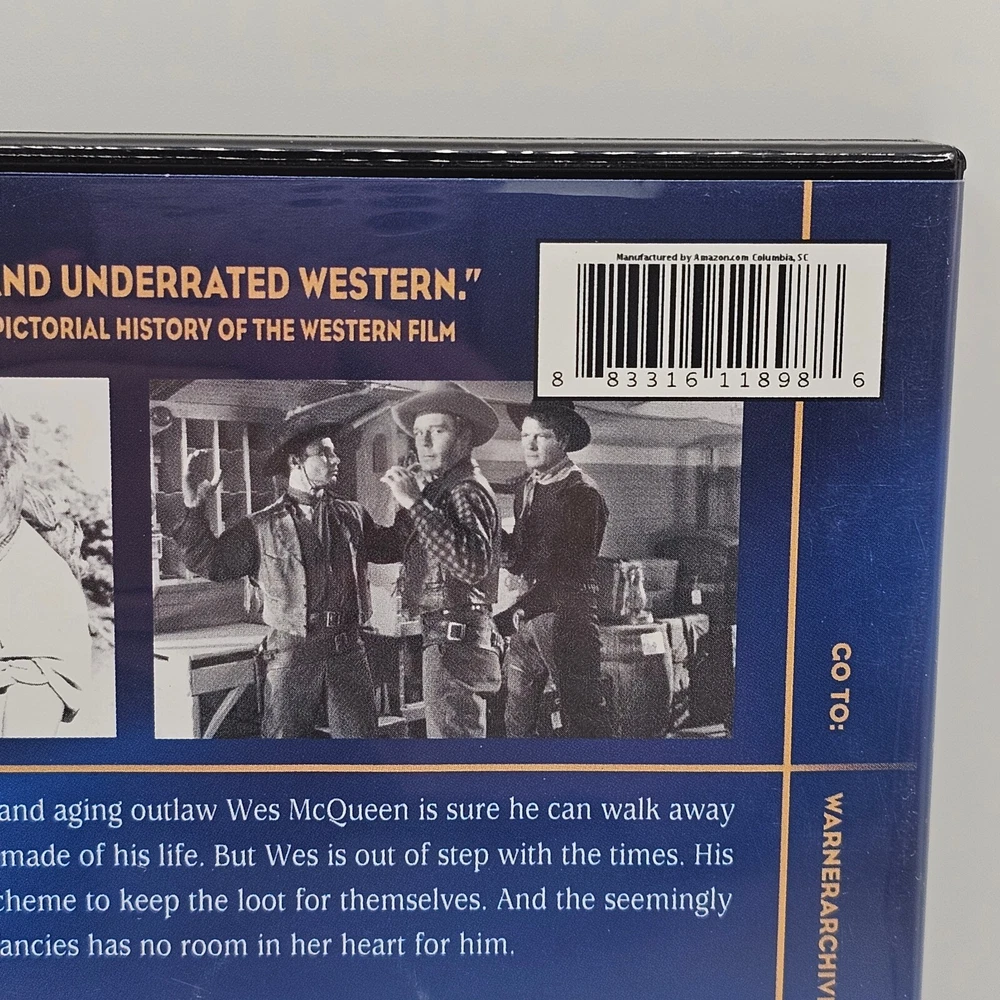 AND UNDERRATED WESTERN."
PICTORIAL HISTORY OF THE WESTERN FILM
Manufactured by Amazon.com Columbia, SC
8 83316 11898 6
and aging outlaw Wes McQueen is sure he can walk away
made of his life. But Wes is out of step with the times. His
cheme to keep the loot for themselves. And the seemingly
ancies has no room in her heart for him.
GO TO:
WARNERARCHIV